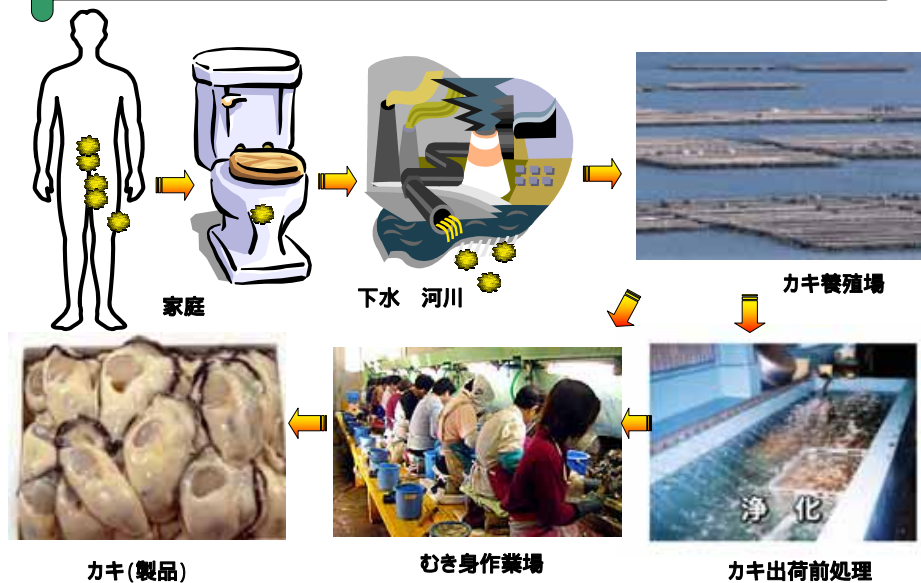 家庭
下水　河川
カキ養殖場
カキ(製品)
むき身作業場
浄 化
カキ出荷前処理